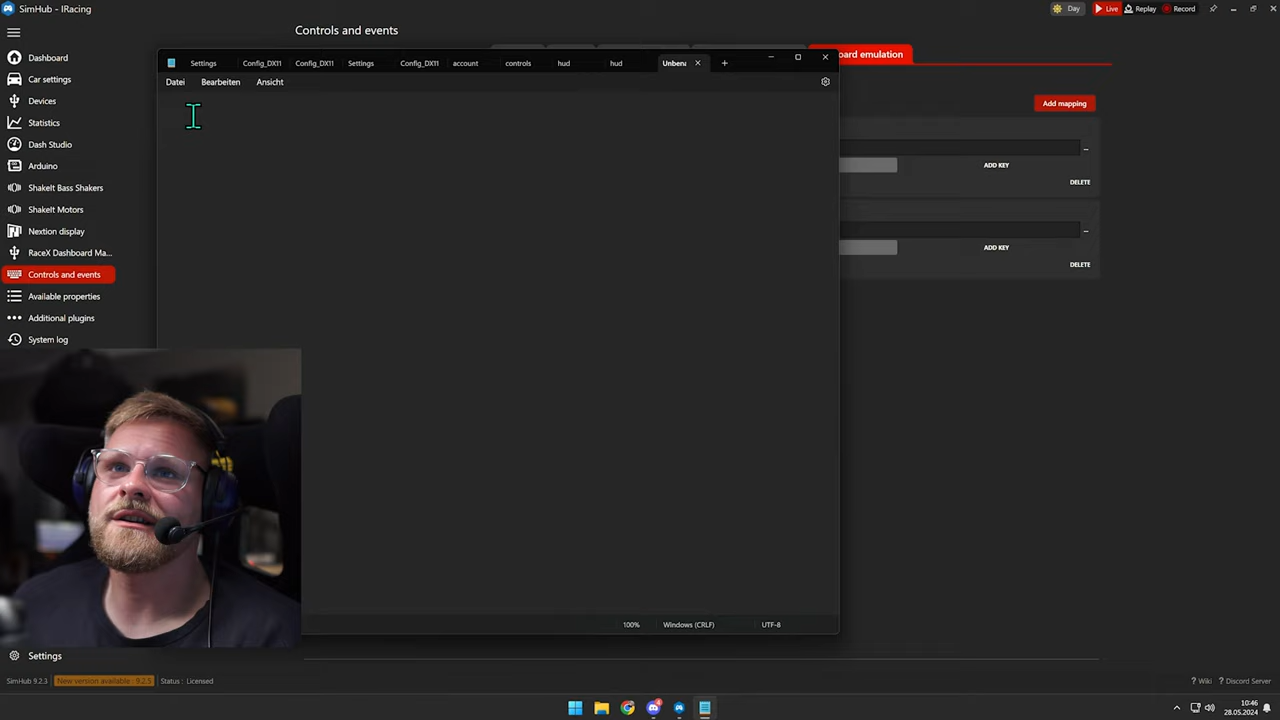 SimHub - IRacing
Day
Live
Replay
Record
Controls and events
Dashboard
Car settings
Devices
Statistics
Dash Studio
Arduino
ShakeIt Bass Shakers
ShakeIt Motors
Nextion display
RaceX Dashboard Ma...
Controls and events
Available properties
Additional plugins
System log
Settings
Config_DX11
Config_DX11
Settings
Config_DX11
account
controls
hud
hud
Unbenı
Datei
Bearbeiten
Ansicht
oard emulation
Add mapping
ADD KEY
DELETE
ADD KEY
DELETE
100%
Windows (CRLF)
UTF-8
Settings
SimHub 9.2.3
New version available : 9.2.5
Status : Licensed
? Wiki
? Discord Server
10:46
28.05.2024